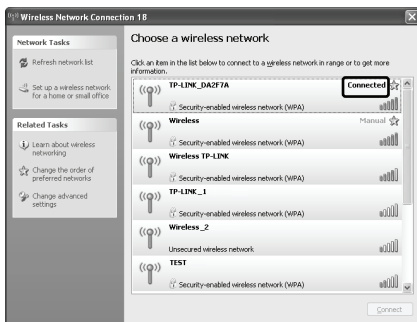 Wireless Network Connection 18
Network Tasks
Refresh network list
Set up a wireless network
for a home or small office
Related Tasks
Learn about wireless
networking
Change the order of
preferred networks
Change advanced
settings
Choose a wireless network
Click an item in the list below to connect to a wireless network in range or to get more
information.
TP-LINK_DA2F7A Connected
Security-enabled wireless network (WPA)
Wireless Manual
Security-enabled wireless network (WPA)
Wireless TP-LINK
Security-enabled wireless network (WPA)
TP-LINK_1
Security-enabled wireless network (WPA)
Wireless_2
Unsecured wireless network
TEST
Security-enabled wireless network (WPA)
Connect